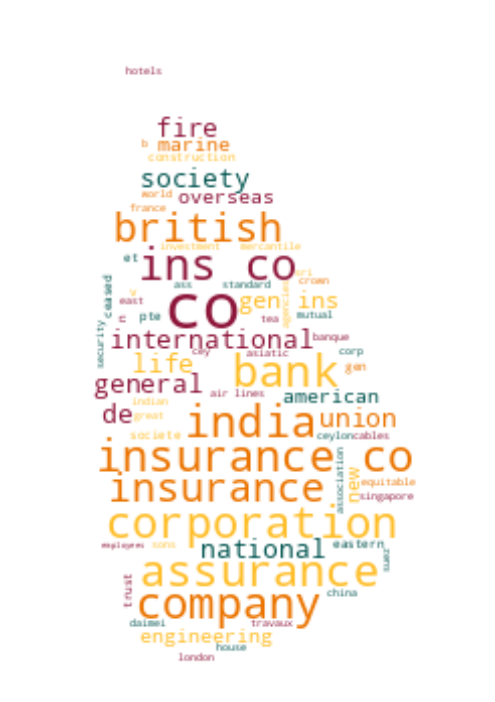 hotels
fire
b marine
construction
society
world overseas
france
british
investment mercantile
et ins co
ceased ass standard sri crown
v east co gen ins
n pte tea agencies mutual
international banque
security cey asiatic corp
life bank gen
general air lines american
indian
de great india union
societe ceylon cables
insurance co
association new equitable
insurance singapore
corporation
employees sons national eastern
assurance suez
trust china
company
daimei travaux
engineering
house
london